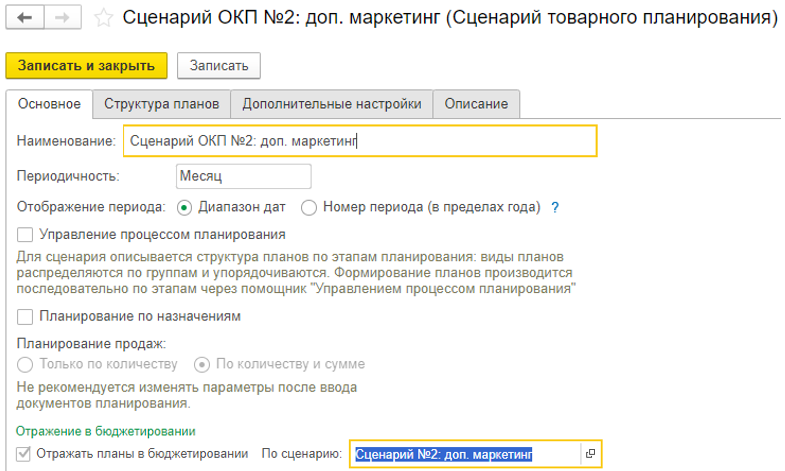 Сценарий ОКП №2: доп. маркетинг (Сценарий товарного планирования)
Записать и закрыть Записать
Основное Структура планов Дополнительные настройки Описание
Наименование: Сценарий ОКП №2: доп. маркетинг
Периодичность: Месяц
Отображение периода: Диапазон дат Номер периода (в пределах года) ?
Управление процессом планирования
Для сценария описывается структура планов по этапам планирования: виды планов
распределяются по группам и упорядочиваются. Формирование планов производится
последовательно по этапам через помощник "Управлением процессом планирования"
Планирование по назначениям
Планирование продаж:
Только по количеству По количеству и сумме
Не рекомендуется изменять параметры после ввода
документов планирования.
Отражение в бюджетировании
Отражать планы в бюджетировании По сценарию: Сценарий №2: доп. маркетинг